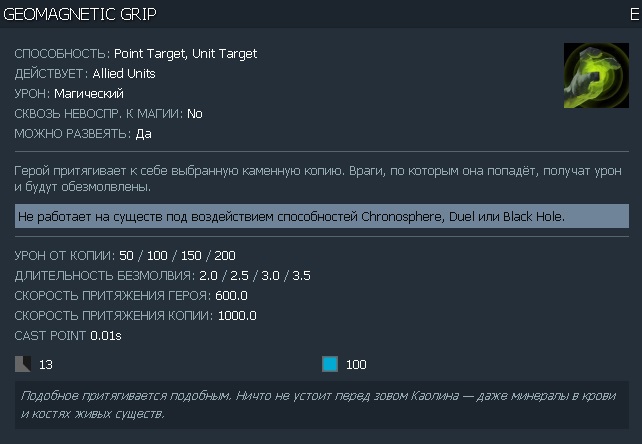 GEOMAGNETIC GRIP E
СПОСОБНОСТЬ: Point Target, Unit Target
ДЕЙСТВУЕТ: Allied Units
УРОН: Магический
СКВОЗЬ НЕВОСПР. К МАГИИ: No
МОЖНО РАЗВЕЯТЬ: Да
Герой притягивает к себе выбранную каменную копию. Враги, по которым она попадёт, получат урон
и будут обезмолвлены.
Не работает на существ под воздействием способностей Chronosphere, Duel или Black Hole.
УРОН ОТ КОПИИ: 50 / 100 / 150 / 200
ДЛИТЕЛЬНОСТЬ БЕЗМОЛВИЯ: 2.0 / 2.5 / 3.0 / 3.5
СКОРОСТЬ ПРИТЯЖЕНИЯ ГЕРОЯ: 600.0
СКОРОСТЬ ПРИТЯЖЕНИЯ КОПИИ: 1000.0
CAST POINT 0.01s
13 100
Подобное притягивается подобным. Ничто не устоит перед зовом Каолина — даже минералы в крови
и костях живых существ.